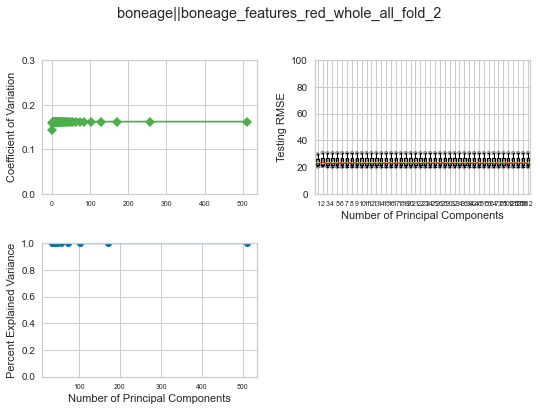 boneage||boneage_features_red_whole_all_fold_2
Coefficient of Variation
0.3
0.2
0.1
0.0
0 100 200 300 400 500
Testing RMSE
100
80
60
40
20
0
Number of Principal Components
Percent Explained Variance
1.0
0.8
0.6
0.4
0.2
0.0
100 200 300 400 500
Number of Principal Components